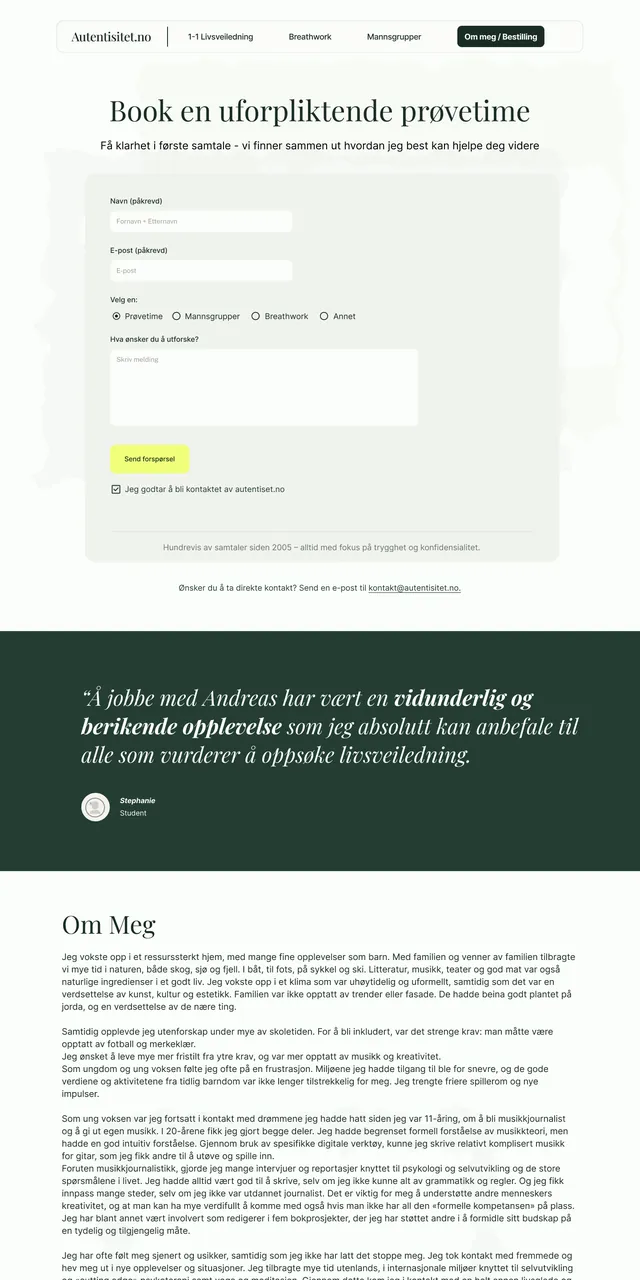 Autentisitet.no
1-1 Livsveiledning
Breathwork
Mannsgrupper
Om meg / Bestilling
Book en uforpliktende prøvetime
Få klarhet i første samtale - vi finner sammen ut hvordan jeg best kan hjelpe deg videre
Navn (påkrevd)
Fornavn + Etternavn
E-post (påkrevd)
E-post
Velg en:
Prøvetime
Mannsgrupper
Breathwork
Annet
Hva ønsker du å utforske?
Skriv melding
Send forspørsel
Jeg godtar å bli kontaktet av autentiset.no
Hundrevis av samtaler siden 2005 – alltid med fokus på trygghet og konfidensialitet.
Ønsker du å ta direkte kontakt? Send en e-post til kontakt@autentisitet.no.
“Å jobbe med Andreas har vært en vidunderlig og
berikende opplevelse som jeg absolutt kan anbefale til
alle som vurderer å oppsøke livsveiledning.
Stephanie
Student
Om Meg
Jeg vokste opp i et ressurssterkt hjem, med mange fine opplevelser som barn. Med familien og venner av familien tilbragte
vi mye tid i naturen, både skog, sjø og fjell. I båt, til fots, på sykkel og ski. Litteratur, musikk, teater og god mat var også
naturlige ingredienser i et godt liv. Jeg vokste opp i et klima som var uhøytidelig og uformelt, samtidig som det var en
verdsettelse av kunst, kultur og estetikk. Familien var ikke opptatt av trender eller fasade. De hadde beina godt plantet på
jorda, og en verdsettelse av de nære ting.
Samtidig opplevde jeg utenforskap under mye av skoletiden. For å bli inkludert, var det strenge krav: man måtte være
opptatt av fotball og merkeklær.
Jeg ønsket å leve mye mer fristilt fra ytre krav, og var mer opptatt av musikk og kreativitet.
Som ungdom og ung voksen følte jeg ofte på en frustrasjon. Miljøene jeg hadde tilgang til ble for snevre, og de gode
verdiene og aktivitetene fra tidlig barndom var ikke lenger tilstrekkelig for meg. Jeg trengte friere spillerom og nye
impulser.
Som ung voksen var jeg fortsatt i kontakt med drømmene jeg hadde hatt siden jeg var 11-åring, om å bli musikkjournalist
og å gi ut egen musikk. I 20-årene fikk jeg gjort begge deler. Jeg hadde begrenset formell forståelse av musikkteori, men
hadde en god intuitiv forståelse. Gjennom bruk av spesifikke digitale verktøy, kunne jeg skrive relativt komplisert musikk
for gitar, som jeg fikk andre til å utøve og spille inn.
Foruten musikkjournalistikk, gjorde jeg mange intervjuer og reportasjer knyttet til psykologi og selvutvikling og de store
spørsmålene i livet. Jeg hadde alltid vært god til å skrive, selv om jeg ikke kunne alt av grammatikk og regler. Og jeg fikk
innpass mange steder, selv om jeg ikke var utdannet journalist. Det er viktig for meg å understøtte andre menneskers
kreativitet, og at man kan ha mye verdifullt å komme med også hvis man ikke har all den «formelle kompetansen» på plass.
Jeg har blant annet vært involvert som redigerer i fem bokprosjekter, der jeg har støttet andre i å formidle sitt budskap på
en tydelig og tilgjengelig måte.
Jeg har ofte følt meg sjenert og usikker, samtidig som jeg ikke har latt det stoppe meg. Jeg tok kontakt med fremmede og
hev meg ut i nye opplevelser og situasjoner. Jeg tilbragte mye tid utenlands, i internasjonale miljøer knyttet til selvutvikling